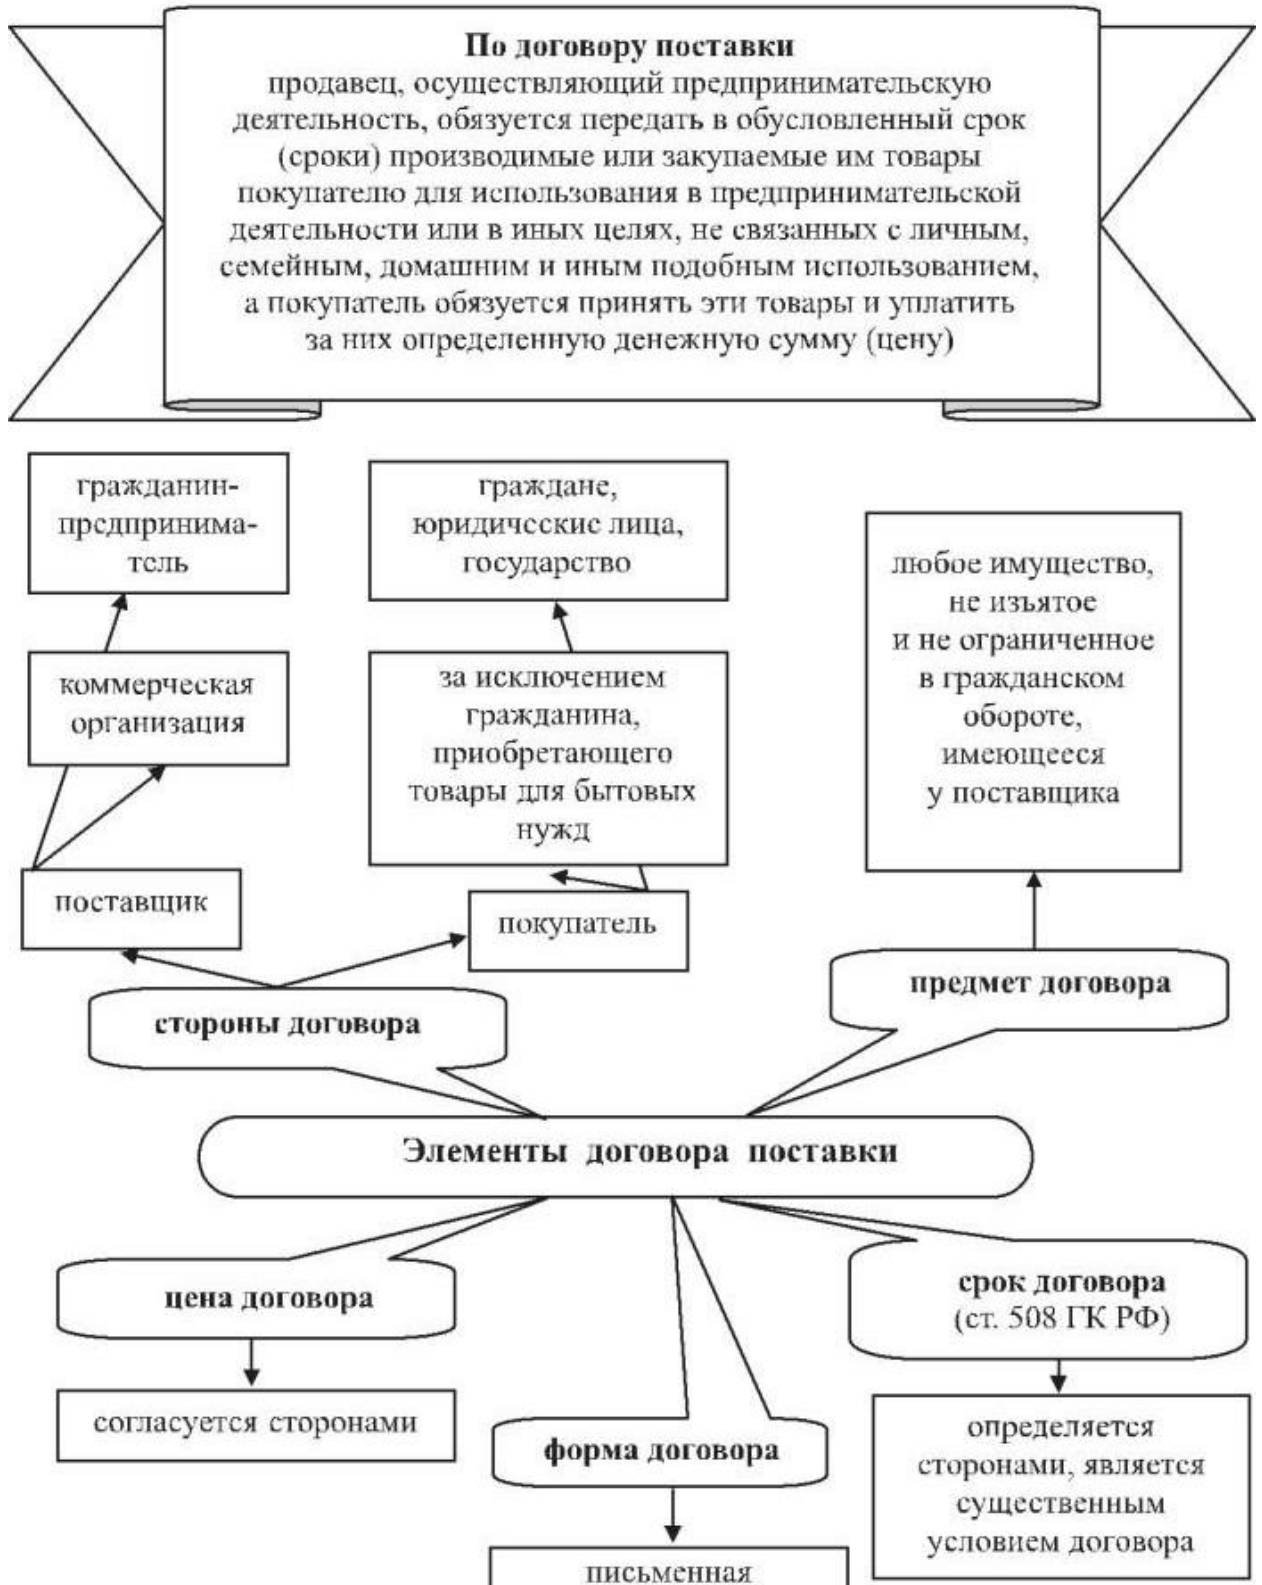 По договору поставки
продавец, осуществляющий предпринимательскую
деятельность, обязуется передать в обусловленный срок
(сроки) производимые или закупаемые им товары
покупателю для использования в предпринимательской
деятельности или в иных целях, не связанных с личным,
семейным, домашним и иным подобным использованием,
а покупатель обязуется принять эти товары и уплатить
за них определенную денежную сумму (цену)
гражданин-
предпринима-
тель
граждане,
юридические лица,
государство
любое имущество,
не изъятое
и не ограниченное
в гражданском
обороте,
имеющееся
у поставщика
коммерческая
организация
за исключением
гражданина,
приобретающего
товары для бытовых
нужд
поставщик
покупатель
стороны договора
предмет договора
Элементы договора поставки
цена договора
срок договора
(ст. 508 ГК РФ)
согласуется сторонами
форма договора
определяется
сторонами, является
существенным
условием договора
письменная